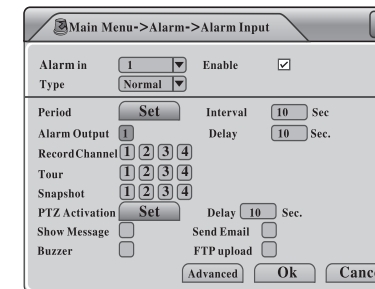 Main Menu->Alarm->Alarm Input
Alarm in 1 Enable
Type Normal
Period Set Interval 10 Sec
Alarm Output 1 Delay 10 Sec.
Record Channel 1 2 3 4
Tour 1 2 3 4
Snapshot 1 2 3 4
PTZ Activation Set Delay 10 Sec.
Show Message Send Email
Buzzer FTP upload
Advanced Ok Canc